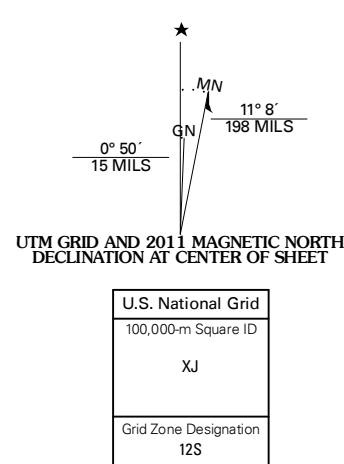 ★
MN
11° 8´
198 MILS
GN
0° 50´
15 MILS
UTM GRID AND 2011 MAGNETIC NORTH
DECLINATION AT CENTER OF SHEET
U.S. National Grid
100,000-m Square ID
XJ
Grid Zone Designation
12S